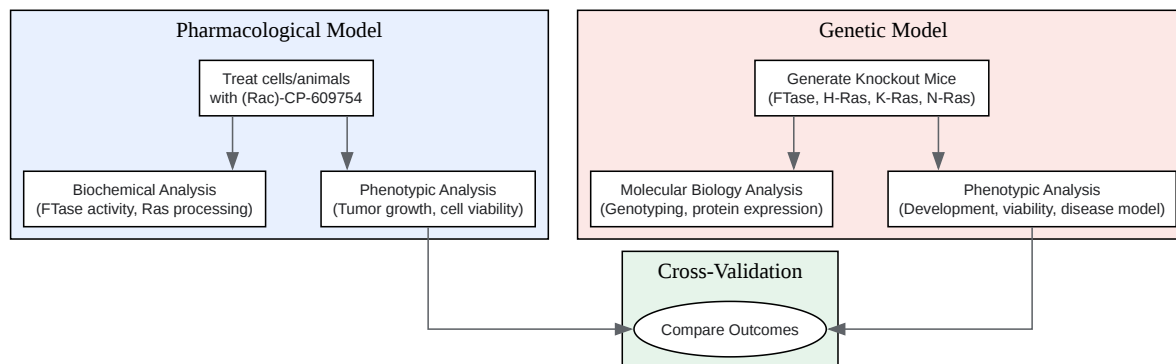 Pharmacological Model
Treat cells/animals
with (Rac)-CP-609754
Biochemical Analysis
(FTase activity, Ras processing)
Phenotypic Analysis
(Tumor growth, cell viability)
Genetic Model
Generate Knockout Mice
(FTase, H-Ras, K-Ras, N-Ras)
Molecular Biology Analysis
(Genotyping, protein expression)
Phenotypic Analysis
(Development, viability, disease model)
Cross-Validation
Compare Outcomes